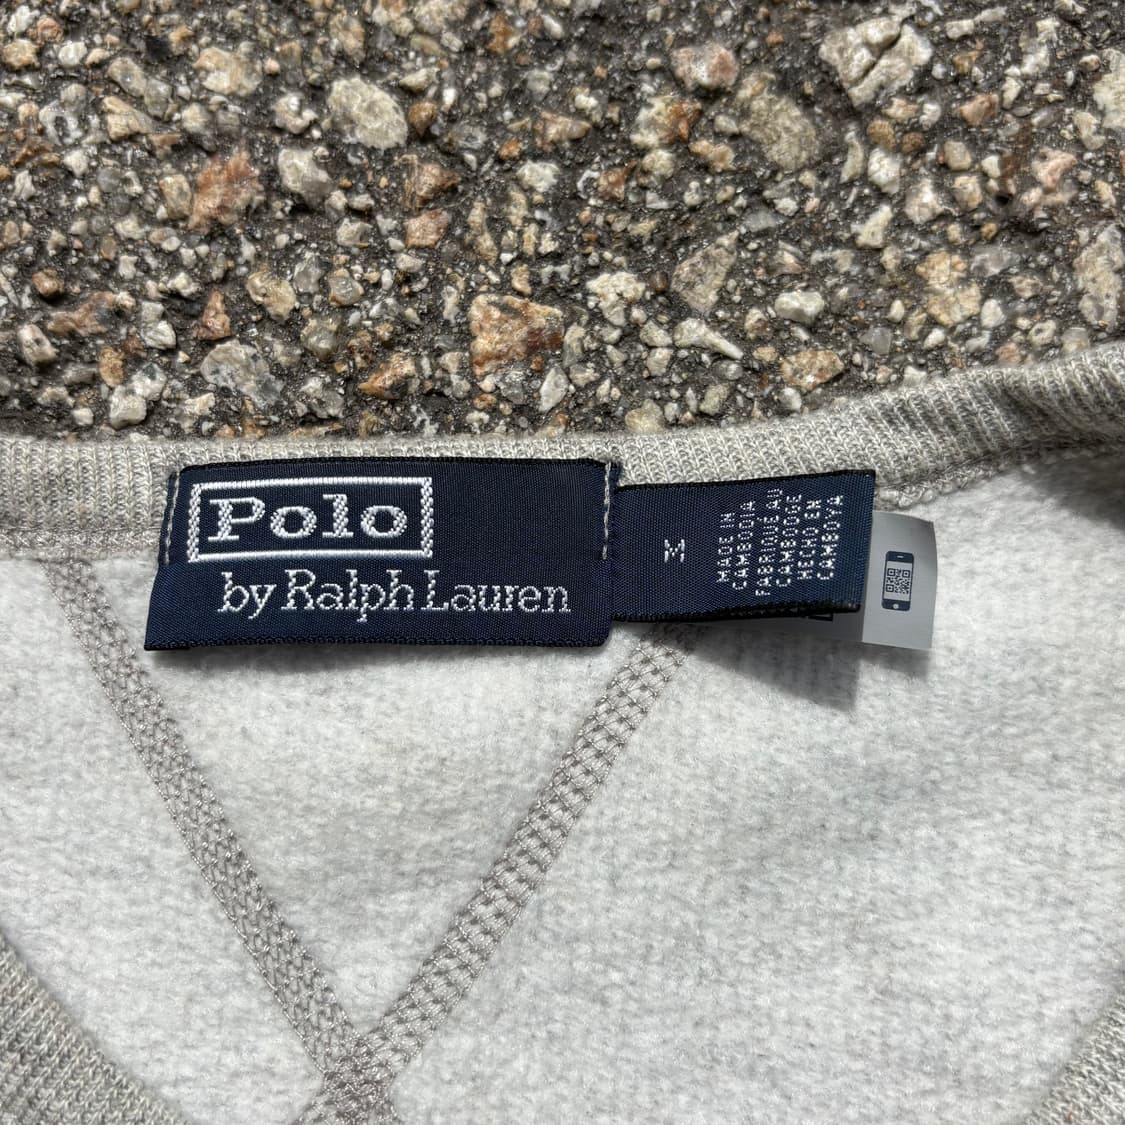 Polo
by Ralph Lauren
M
MADE IN
CAMBODIA
FABRIQUÉ AU
CAMBODGE
HECHO EN
CAMBOYA